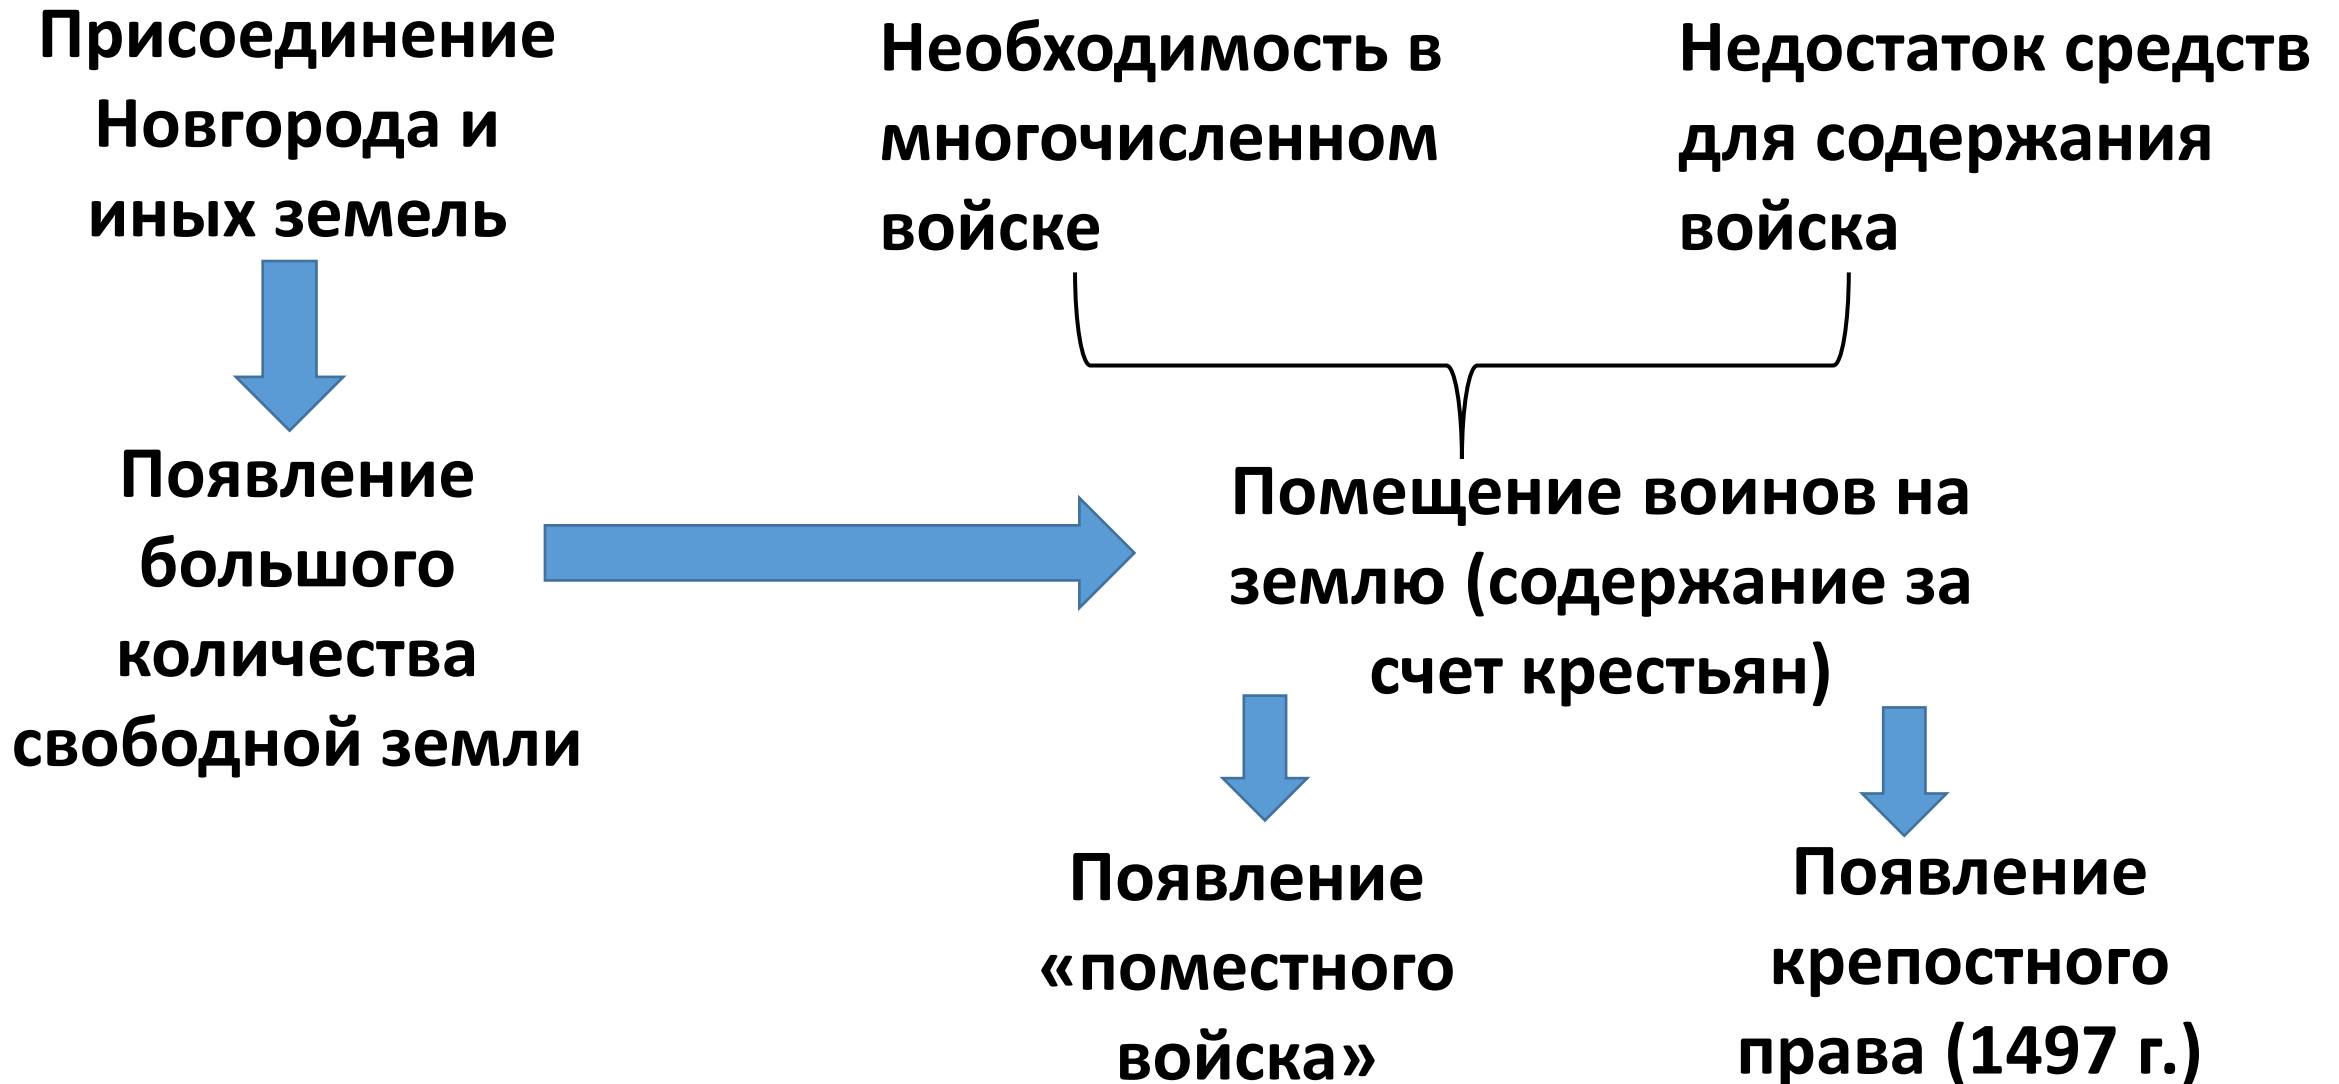 Присоединение
Новгорода и
иных земель
Необходимость в
многочисленном
войске
Недостаток средств
для содержания
войска
Появление
большого
количества
свободной земли
Помещение воинов на
землю (содержание за
счет крестьян)
Появление
«поместного
войска»
Появление
крепостного
права (1497 г.)